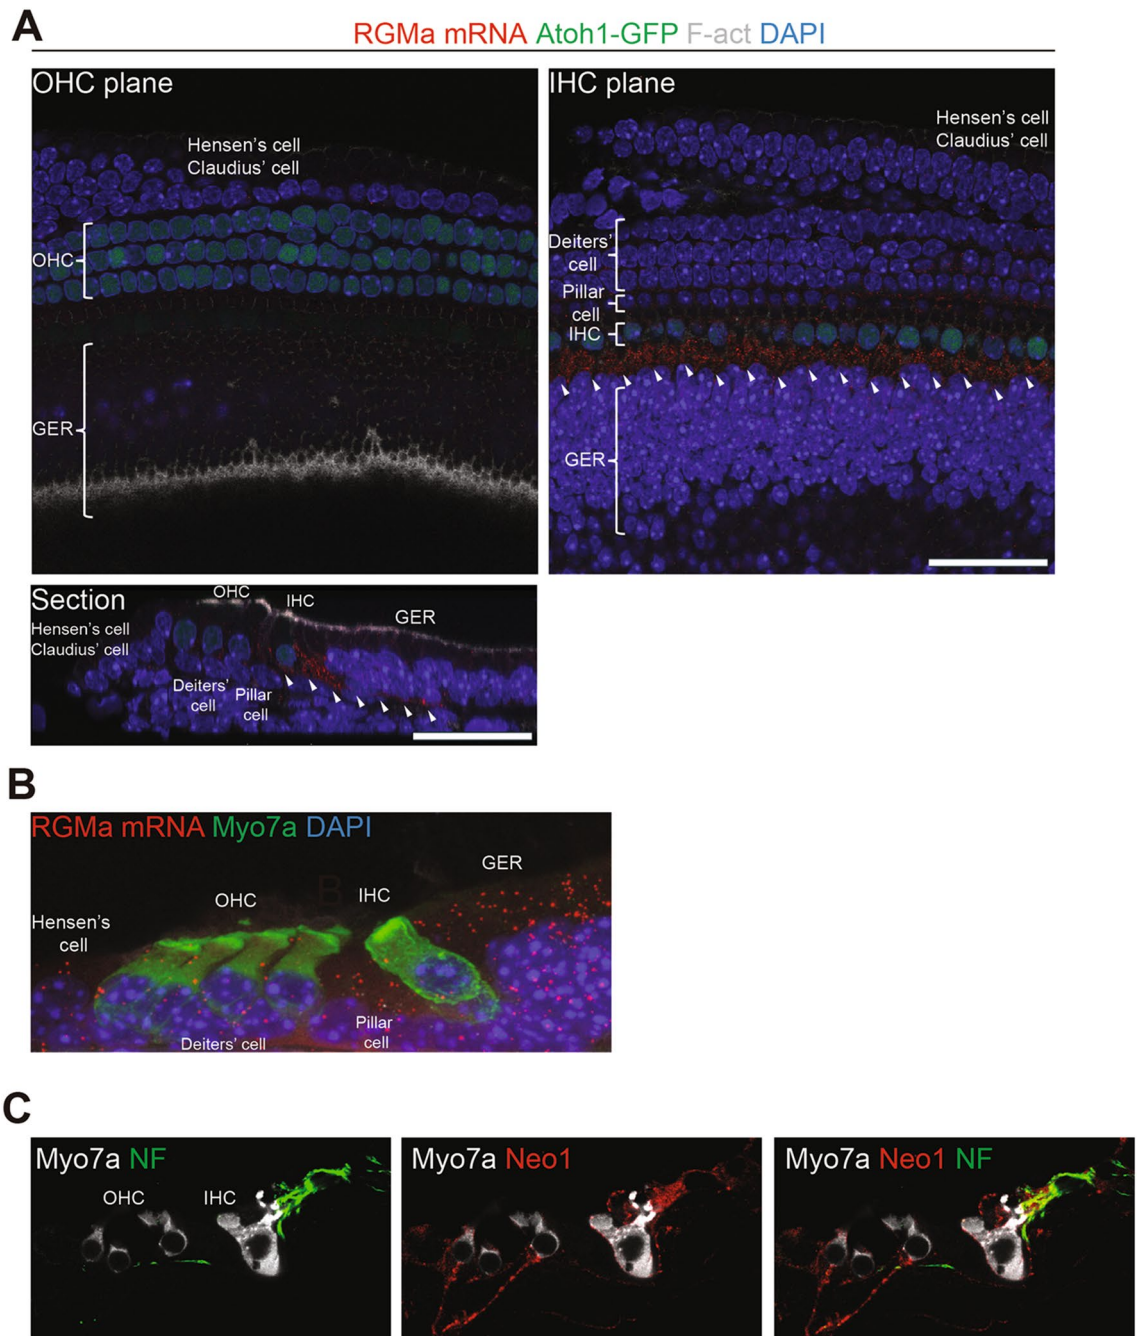 A
RGMa mRNA Atoh1-GFP F-act DAPI
OHC plane
Hensen's cell
Claudius' cell
OHC
GER
IHC plane
Hensen's cell
Claudius' cell
Deiters'
cell
Pillar
cell
IHC
GER
Section
OHC
IHC
GER
Hensen's cell
Claudius' cell
Deiters'
cell
Pillar
cell
B
RGMa mRNA Myo7a DAPI
GER
B
OHC
IHC
Hensen's
cell
Pillar
cell
Deiters' cell
C
Myo7a NF
OHC
IHC
Myo7a Neo1
Myo7a Neo1 NF